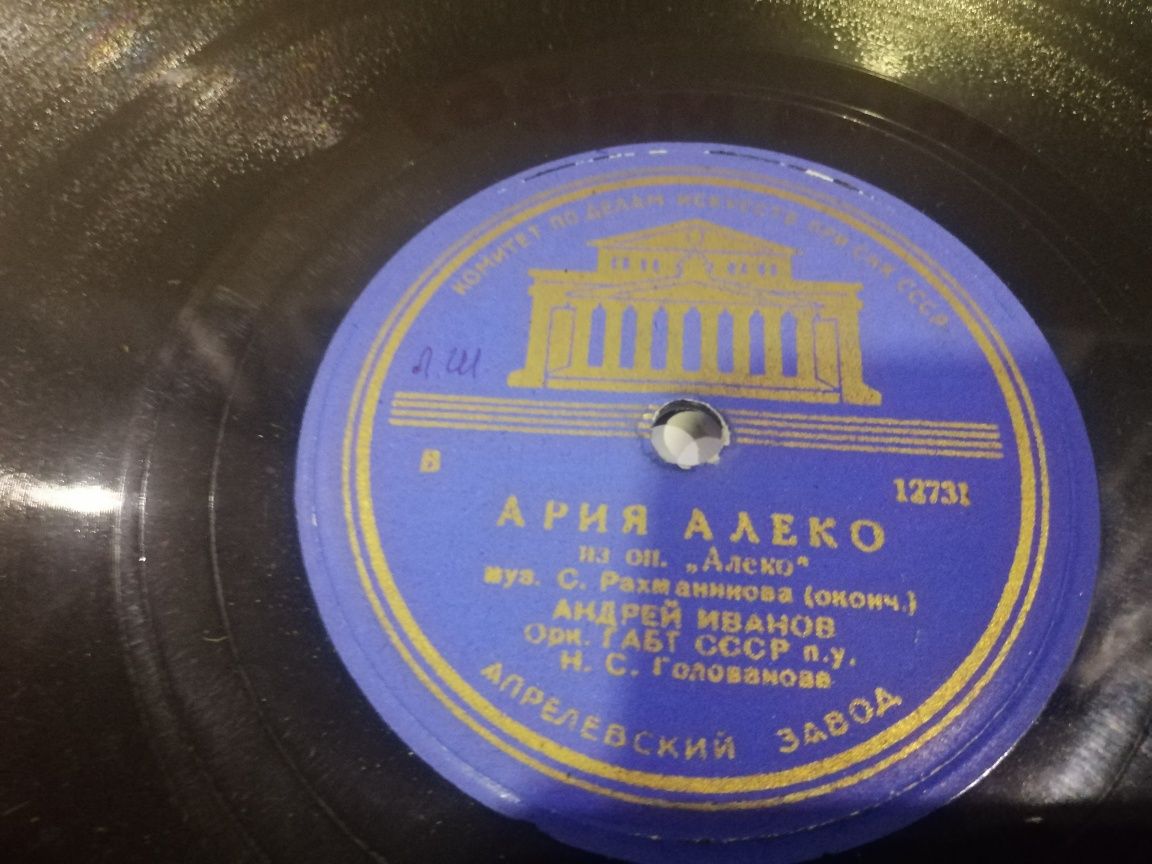 КОМИТЕТ ПО ДЕЛАМ ИСКУССТВ ПРИ СНК СССР
Л.Ш
В
12731
АРИЯ АЛЕКО
из оп. „Алеко"
муз. С. Рахманинова (оконч.)
АНДРЕЙ ИВАНОВ
Орк. ГАБТ СССР п.у.
Н. С. Голованова
АПРЕЛЕВСКИЙ ЗАВОД